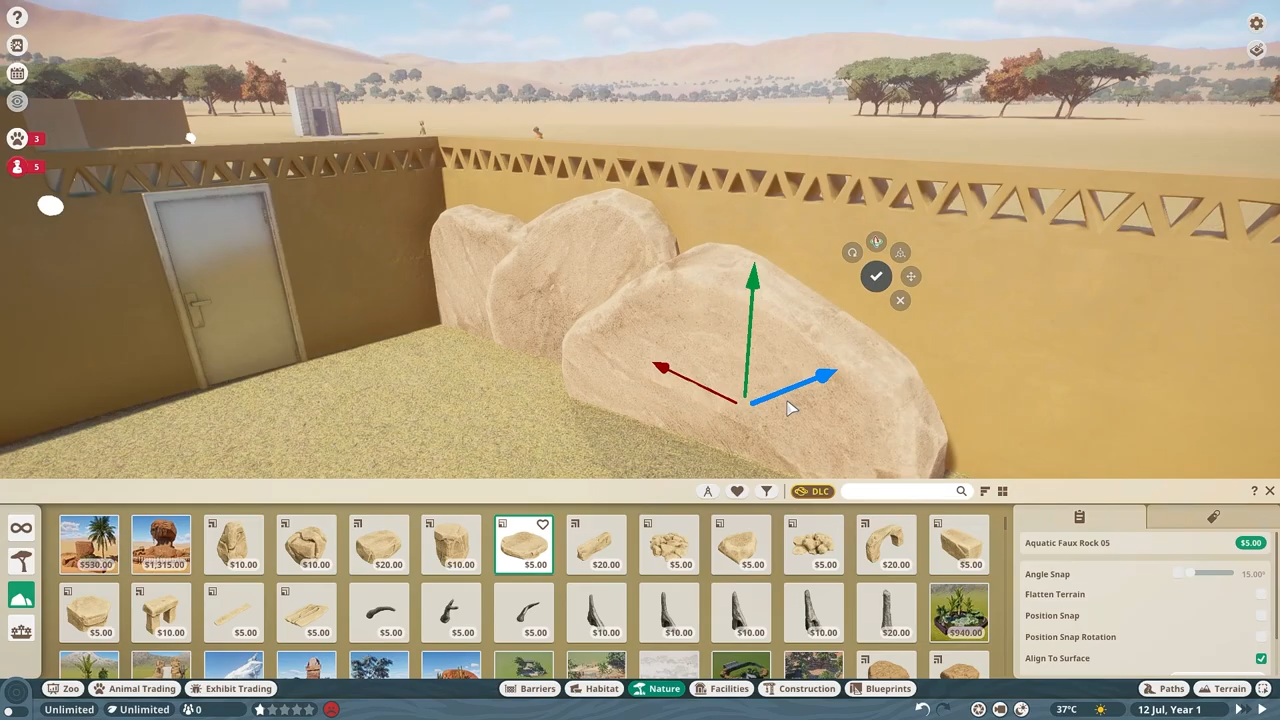 ?
3
5
DLC
?
$530.00
$1,315.00
$10.00
$10.00
$20.00
$10.00
$5.00
$20.00
$5.00
$5.00
$5.00
$20.00
$5.00
$5.00
$10.00
$5.00
$5.00
$5.00
$5.00
$5.00
$10.00
$10.00
$10.00
$10.00
$20.00
$940.00
Aquatic Faux Rock 05
$5.00
Angle Snap
15.00°
Flatten Terrain
Position Snap
Position Snap Rotation
Align To Surface
Zoo
Animal Trading
Exhibit Trading
Barriers
Habitat
Nature
Facilities
Construction
Blueprints
Paths
Terrain
Unlimited
Unlimited
0
37°C
12 Jul, Year 1